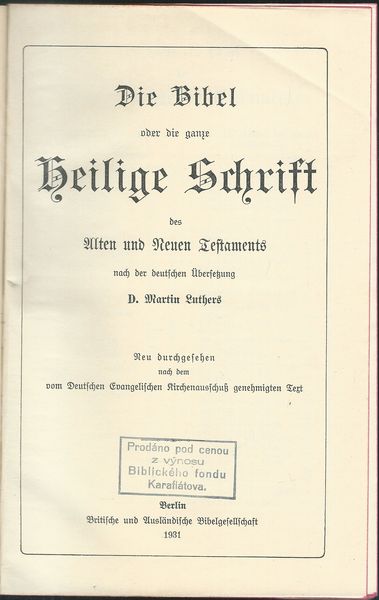 Die Bibel
oder die ganze
Heilige Schrift
des
Alten und Neuen Testaments
nach der deutschen Übersetzung
D. Martin Luthers
Neu durchgesehen
nach dem
vom Deutschen Evangelischen Kirchenausschuß genehmigten Text
Prodáno pod cenou
z výnosu
Biblického fondu
Karafiátova.
Berlin
Britische und Ausländische Bibelgesellschaft
1931